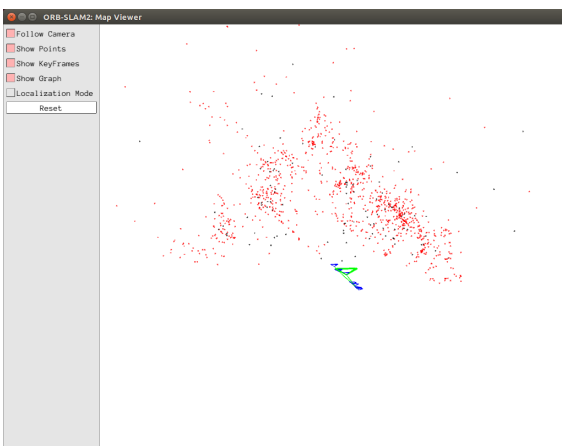 ORB-SLAM2: Map Viewer
Follow Camera
Show Points
Show KeyFrames
Show Graph
Localization Mode
Reset